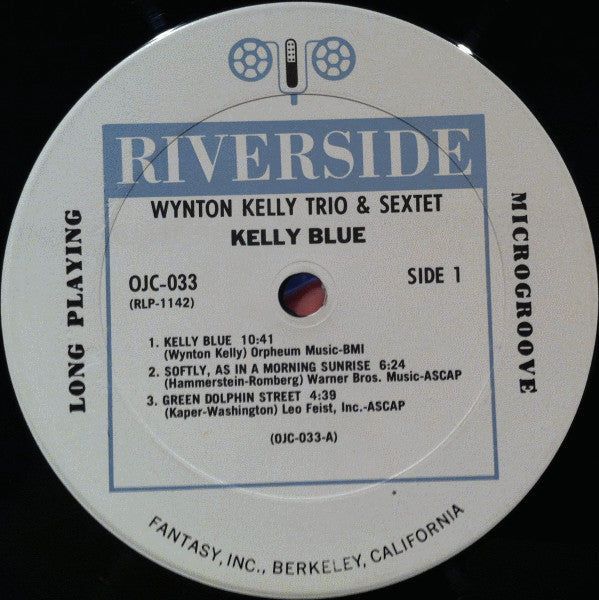 RIVERSIDE
WYNTON KELLY TRIO & SEXTET
KELLY BLUE
OJC-033
(RLP-1142)
SIDE 1
LONG PLAYING
MICROGROOVE
1. KELLY BLUE 10:41
(Wynton Kelly) Orpheum Music-BMI
2. SOFTLY, AS IN A MORNING SUNRISE 6:24
(Hammerstein-Romberg) Warner Bros. Music-ASCAP
3. GREEN DOLPHIN STREET 4:39
(Kaper-Washington) Leo Feist, Inc.-ASCAP
(OJC-033-A)
FANTASY, INC., BERKELEY, CALIFORNIA